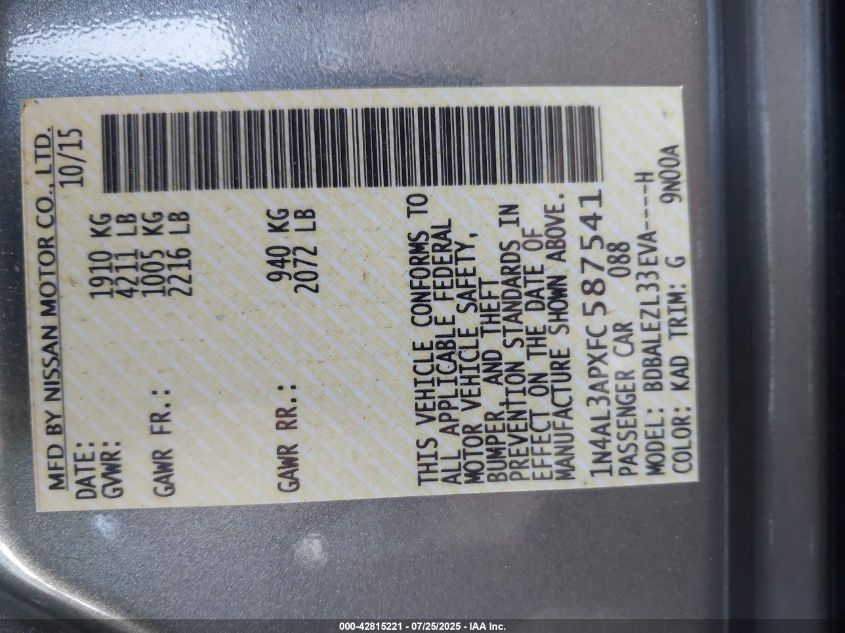 MFD BY NISSAN MOTOR CO., LTD.
DATE: 10/15
GVWR: 1910 KG
4211 LB
GAWR FR.: 1005 KG
2216 LB
GAWR RR.: 940 KG
2072 LB
THIS VEHICLE CONFORMS TO
ALL APPLICABLE FEDERAL
MOTOR VEHICLE SAFETY,
BUMPER, AND THEFT
PREVENTION STANDARDS IN
EFFECT ON THE DATE OF
MANUFACTURE SHOWN ABOVE.
1N4AL3APXFC587541
PASSENGER CAR 088
MODEL: BDBALEZL33EVA----H
COLOR: KAD TRIM: G 9N00A
000-42815221 - 07/25/2025 - IAA Inc.